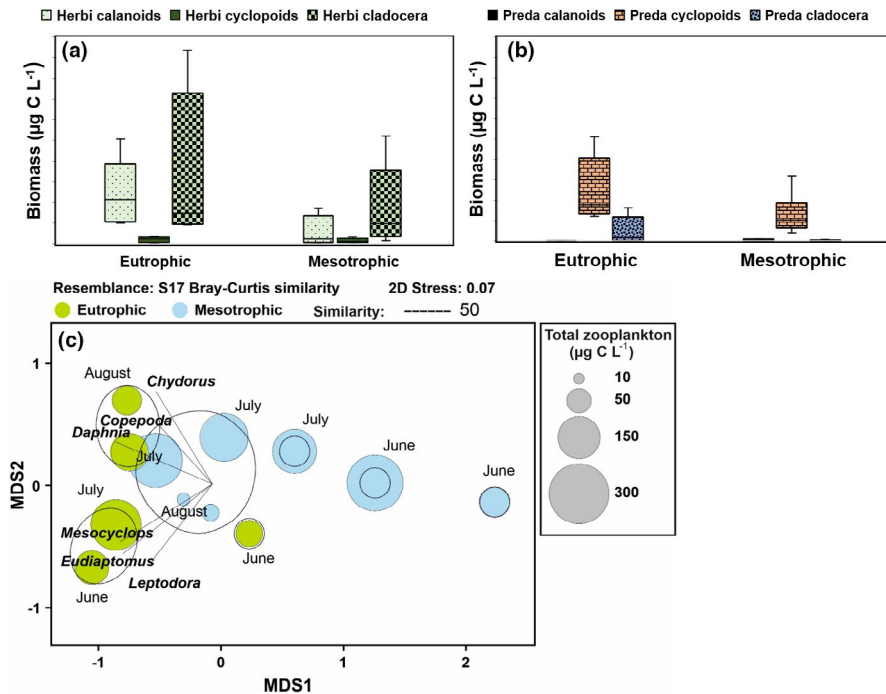 Herbi calanoids Herbi cyclopoids Herbi cladocera
Preda calanoids Preda cyclopoids Preda cladocera
(a)
(b)
Biomass (µg C L⁻¹)
Biomass (µg C L⁻¹)
Eutrophic Mesotrophic
Eutrophic Mesotrophic
Resemblance: S17 Bray-Curtis similarity 2D Stress: 0.07
Eutrophic Mesotrophic Similarity: 50
(c)
August
Chydorus
July
Copepoda
Daphnia
July
July
June
June
July
August
Mesocyclops
June
Eudiaptomus
Leptodora
June
1
0
-1
MDS2
-1 0 1 2
MDS1
Total zooplankton
(µg C L⁻¹)
10
50
150
300